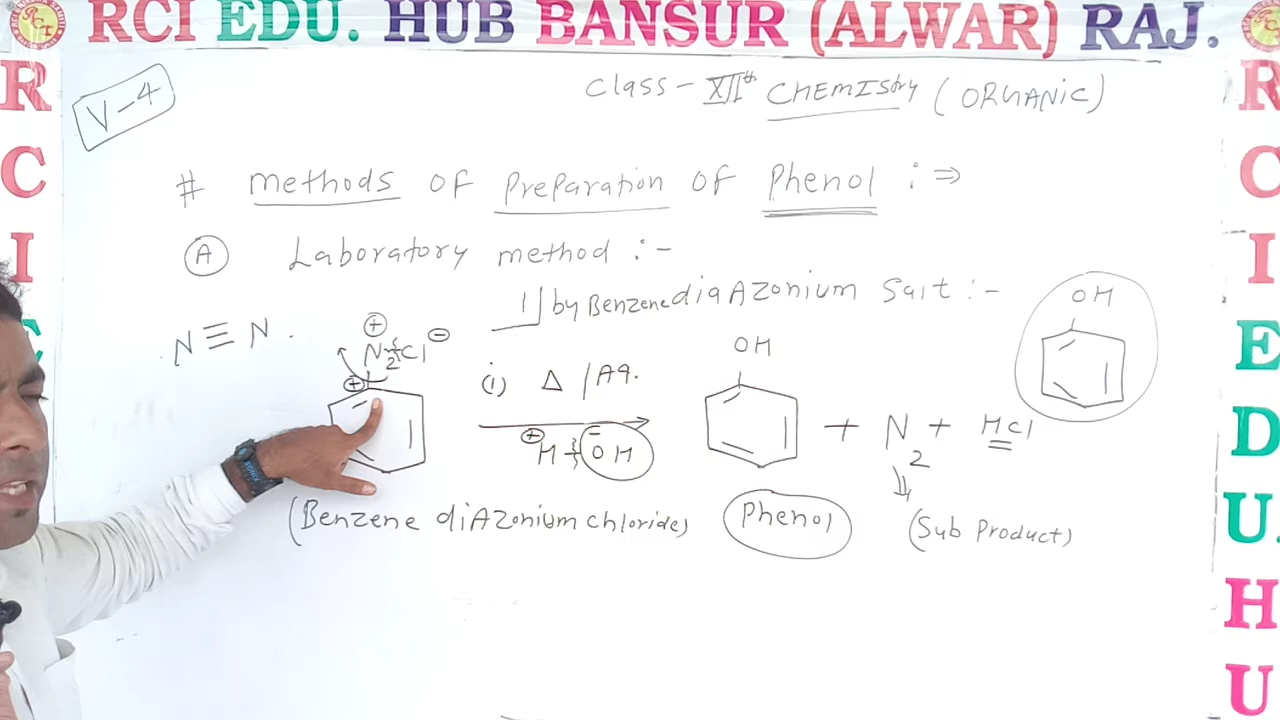 RCI EDU. HUB BANSUR (ALWAR) RAJ.
V-4
Class - XIIth CHEMIStry (ORGANIC)
# methods OF PreParation OF Phenol : ⇒
(A) Laboratory method :-
1] by BenzenediAZonium Salt :-
N≡N
⊕
N2Cl ⊖
⊕
(i) Δ / Aq.
⊕ H OH
OH
+ N2 + HCl
OH
(Benzene diAZonium chloride)
Phenol
(Sub Product)
R
C
I
R
C
I
E
D
U.
H
U